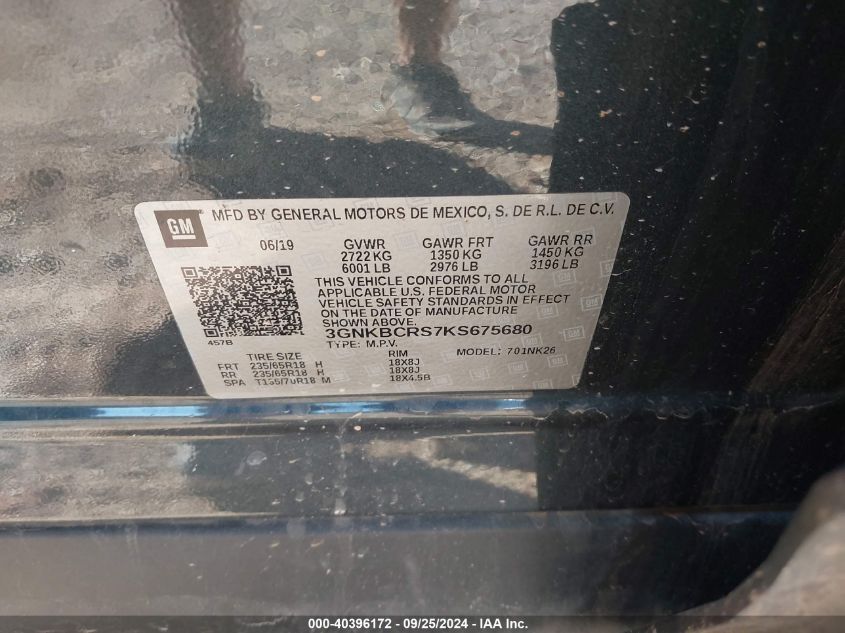 GM
MFD BY GENERAL MOTORS DE MEXICO, S. DE R.L. DE C.V.
06/19 GVWR GAWR FRT GAWR RR
2722 KG 1350 KG 1450 KG
6001 LB 2976 LB 3196 LB
THIS VEHICLE CONFORMS TO ALL
APPLICABLE U.S. FEDERAL MOTOR
VEHICLE SAFETY STANDARDS IN EFFECT
ON THE DATE OF MANUFACTURE
SHOWN ABOVE.
457B
3GNKBCRS7KS675680
TYPE: M.P.V. MODEL: 701NK26
TIRE SIZE RIM
FRT 235/65R18 H 18X8J
RR 235/65R18 H 18X8J
SPA M 18X4.5B
000-40396172 - 09/25/2024 - IAA Inc.